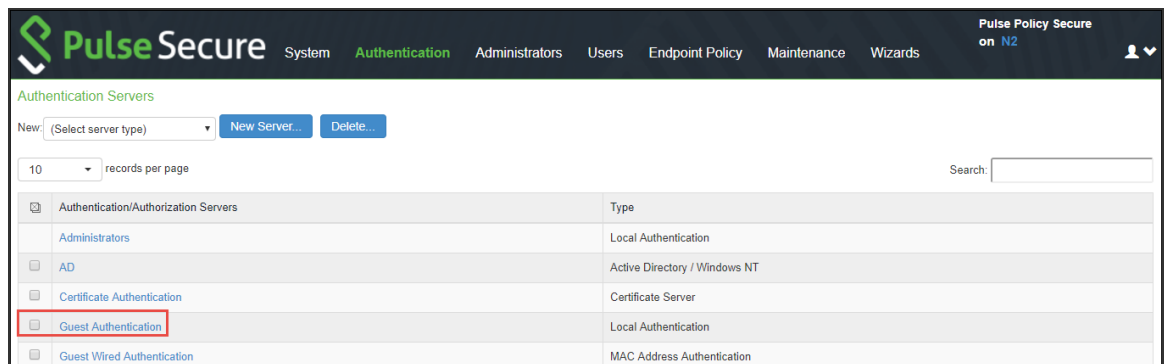 Pulse Secure System Authentication Administrators Users Endpoint Policy Maintenance Wizards
Pulse Policy Secure
on N2
Authentication Servers
New: (Select server type) New Server... Delete...
10 records per page Search:
Authentication/Authorization Servers Type
Administrators Local Authentication
AD Active Directory / Windows NT
Certificate Authentication Certificate Server
Guest Authentication Local Authentication
Guest Wired Authentication MAC Address Authentication